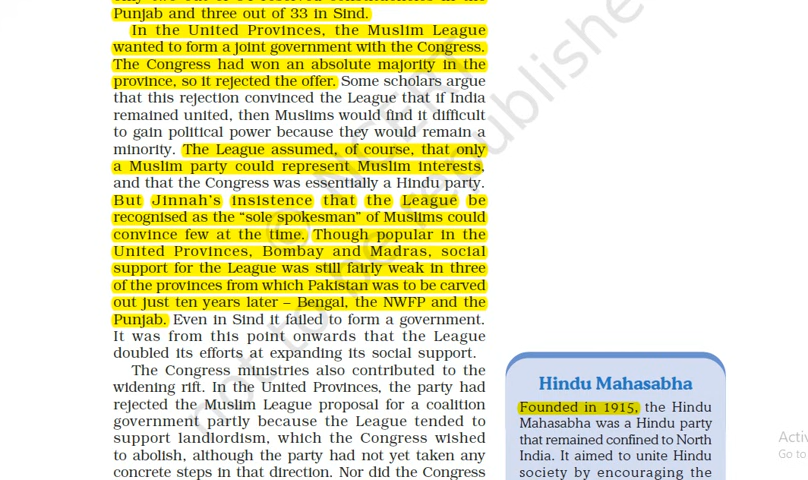 Punjab and three out of 33 in Sind.
In the United Provinces, the Muslim League
wanted to form a joint government with the Congress.
The Congress had won an absolute majority in the
province, so it rejected the offer. Some scholars argue
that this rejection convinced the League that if India
remained united, then Muslims would find it difficult
to gain political power because they would remain a
minority. The League assumed, of course, that only
a Muslim party could represent Muslim interests,
and that the Congress was essentially a Hindu party.
But Jinnah's insistence that the League be
recognised as the "sole spokesman" of Muslims could
convince few at the time. Though popular in the
United Provinces, Bombay and Madras, social
support for the League was still fairly weak in three
of the provinces from which Pakistan was to be carved
out just ten years later – Bengal, the NWFP and the
Punjab. Even in Sind it failed to form a government.
It was from this point onwards that the League
doubled its efforts at expanding its social support.
The Congress ministries also contributed to the
widening rift. In the United Provinces, the party had
rejected the Muslim League proposal for a coalition
government partly because the League tended to
support landlordism, which the Congress wished
to abolish, although the party had not yet taken any
concrete steps in that direction. Nor did the Congress
Hindu Mahasabha
Founded in 1915, the Hindu
Mahasabha was a Hindu party
that remained confined to North
India. It aimed to unite Hindu
society by encouraging the
© NCERT
not to be republishe
Activ
Go to